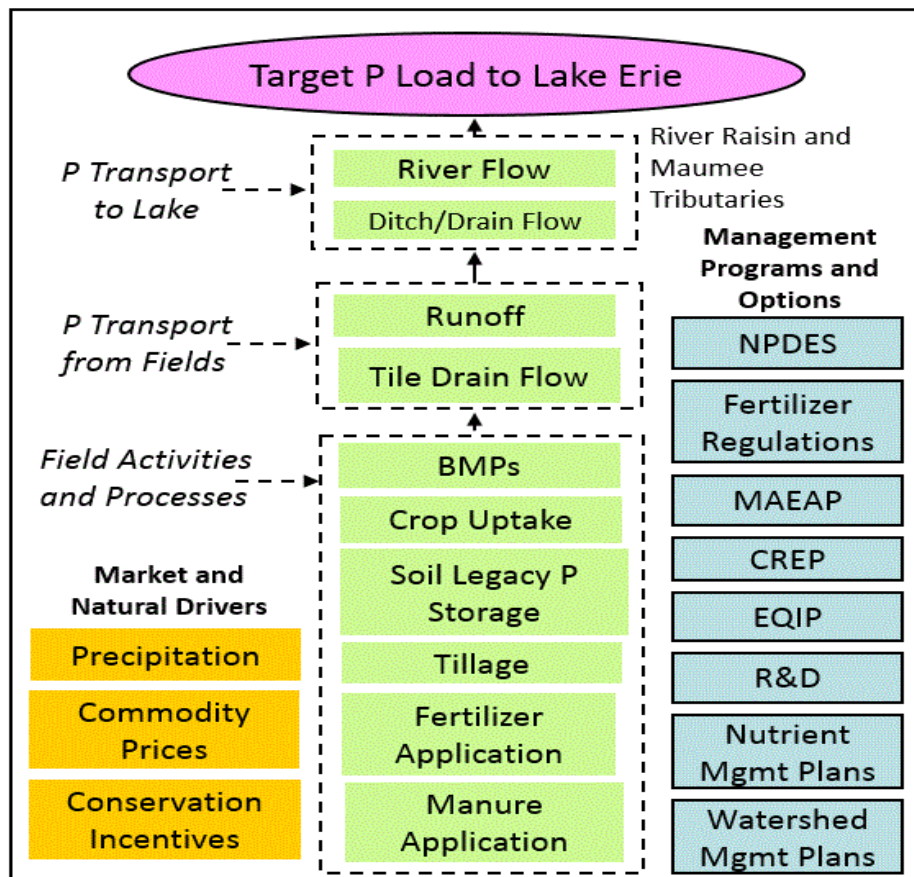 Target P Load to Lake Erie
P Transport
to Lake
River Flow
Ditch/Drain Flow
River Raisin and
Maumee
Tributaries
P Transport
from Fields
Runoff
Tile Drain Flow
Field Activities
and Processes
BMPs
Crop Uptake
Soil Legacy P
Storage
Tillage
Fertilizer
Application
Manure
Application
Market and
Natural Drivers
Precipitation
Commodity
Prices
Conservation
Incentives
Management
Programs and
Options
NPDES
Fertilizer
Regulations
MAEAP
CREP
EQIP
R&D
Nutrient
Mgmt Plans
Watershed
Mgmt Plans